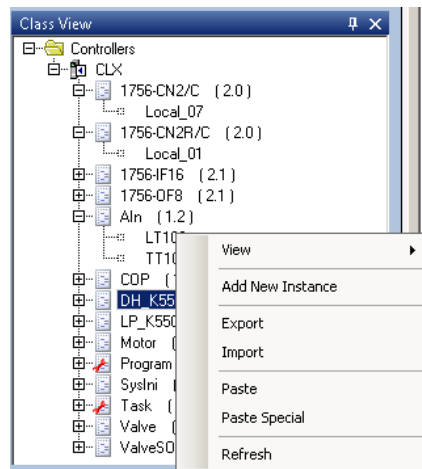 Class View
Controllers
CLX
1756-CN2/C (2.0)
Local_07
1756-CN2R/C (2.0)
Local_01
1756-IF16 (2.1)
1756-OF8 (2.1)
AIn (1.2)
LT10
TT10
COP (
DH_K55
LP_K550
Motor (
Program
SysIni
Task (
Valve (
ValveSO
View
Add New Instance
Export
Import
Paste
Paste Special
Refresh